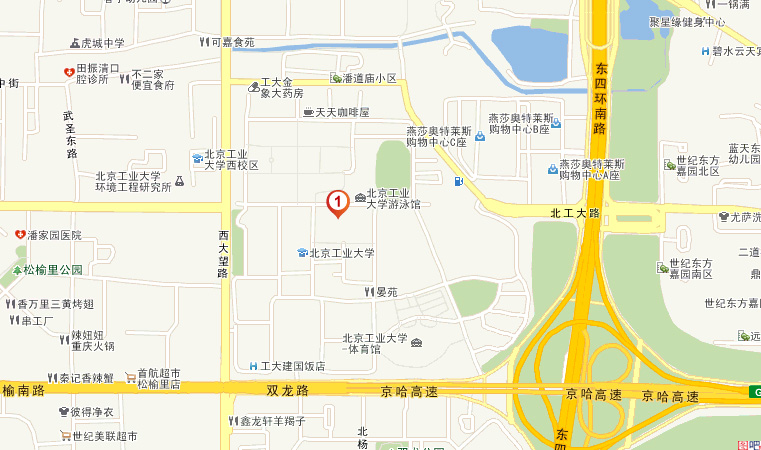 一锅满
聚星缘健身中心
碧水云天宾
虎城中学
可嘉食苑
田振清口
腔诊所
不二家
便宜食府
中街
工大金
象大药房
潘道庙小区
天天咖啡屋
武圣东路
东四环南路
燕莎奥特莱斯
购物中心C座
燕莎奥特莱斯
购物中心B座
燕莎奥特莱斯
购物中心A座
蓝天东
幼儿园
世纪东方
嘉园北区
北京工业
大学西校区
北京工业大学
环境工程研究所
1
北京工业
大学游泳馆
北工大路
尤萨洗
潘家园医院
西大望路
北京工业大学
松榆里公园
二道
世纪东方
嘉园南区
晏苑
香万里三黄烤翅
串工厂
世纪东方嘉
辣妞妞
重庆火锅
北京工业大学
-体育馆
远
工大建国饭店
秦记香辣蟹
首航超市
松榆里店
榆南路
双龙路
京哈高速
京哈高速
京哈高速
G
彼得净衣
鑫龙轩羊羯子
世纪美联超市
北杨
东四
图吧